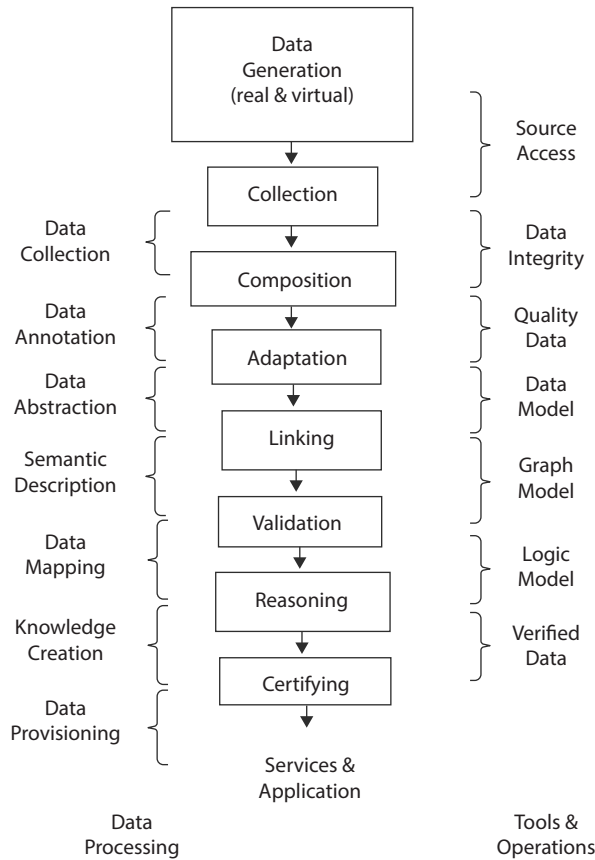 Data
Generation
(real & virtual)
Source
Access
Collection
Data
Collection
Data
Integrity
Composition
Data
Annotation
Quality
Data
Adaptation
Data
Abstraction
Data
Model
Linking
Semantic
Description
Graph
Model
Validation
Data
Mapping
Logic
Model
Reasoning
Knowledge
Creation
Verified
Data
Certifying
Data
Provisioning
Services &
Application
Data
Processing
Tools &
Operations